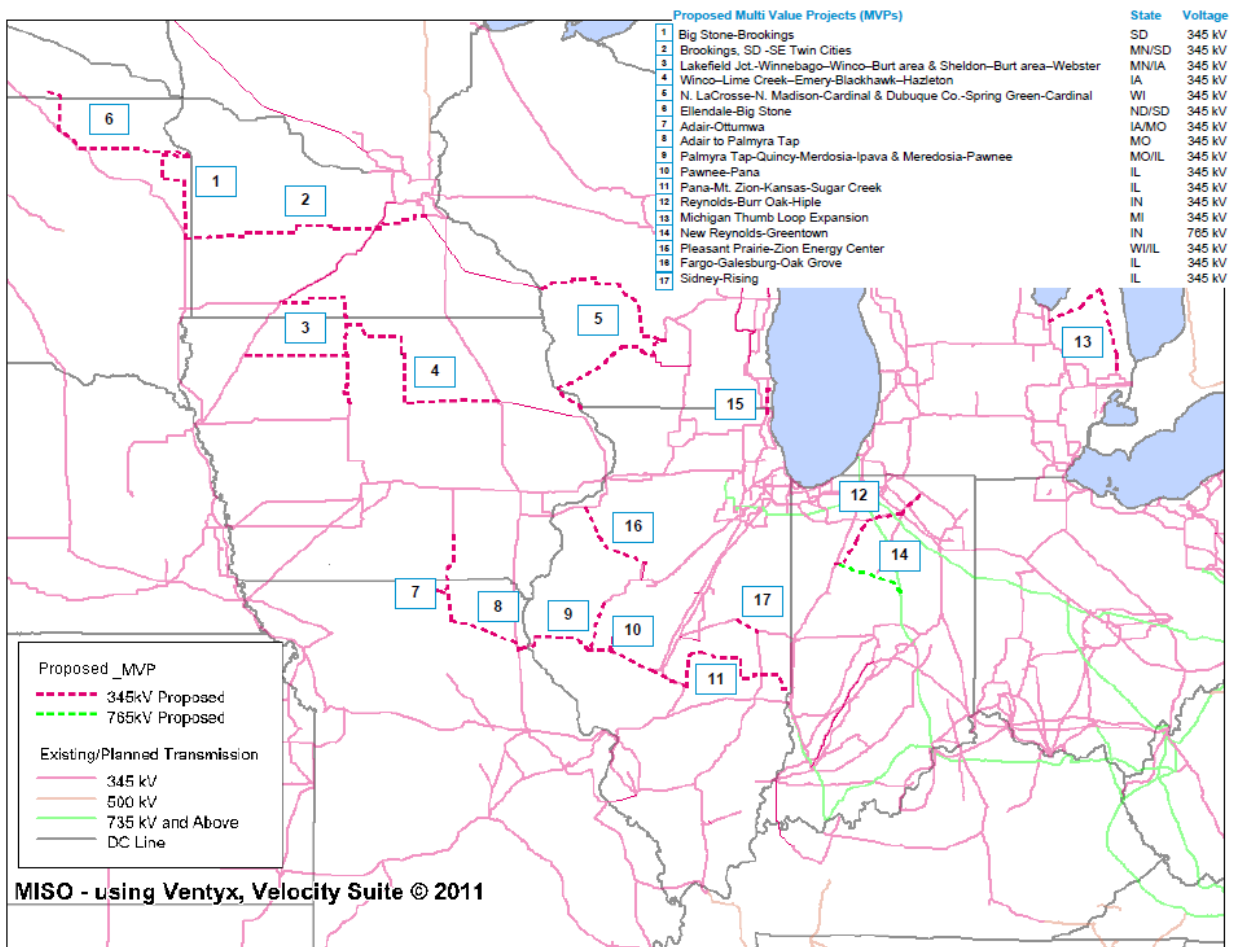 Proposed Multi Value Projects (MVPs) State Voltage
1 Big Stone-Brookings SD 345 kV
2 Brookings, SD -SE Twin Cities MN/SD 345 kV
3 Lakefield Jct.-Winnebago–Winco–Burt area & Sheldon–Burt area–Webster MN/IA 345 kV
4 Winco–Lime Creek–Emery-Blackhawk–Hazleton IA 345 kV
5 N. LaCrosse-N. Madison-Cardinal & Dubuque Co.-Spring Green-Cardinal WI 345 kV
6 Ellendale-Big Stone ND/SD 345 kV
7 Adair-Ottumwa IA/MO 345 kV
8 Adair to Palmyra Tap MO 345 kV
9 Palmyra Tap-Quincy-Merdosia-Ipava & Meredosia-Pawnee MO/IL 345 kV
10 Pawnee-Pana IL 345 kV
11 Pana-Mt. Zion-Kansas-Sugar Creek IL 345 kV
12 Reynolds-Burr Oak-Hiple IN 345 kV
13 Michigan Thumb Loop Expansion MI 345 kV
14 New Reynolds-Greentown IN 765 kV
15 Pleasant Prairie-Zion Energy Center WI/IL 345 kV
16 Fargo-Galesburg-Oak Grove IL 345 kV
17 Sidney-Rising IL 345 kV
6
1
2
3
5
13
4
15
12
16
14
7
8
9
17
10
11
Proposed _MVP
345kV Proposed
765kV Proposed
Existing/Planned Transmission
345 kV
500 kV
735 kV and Above
DC Line
MISO - using Ventyx, Velocity Suite © 2011